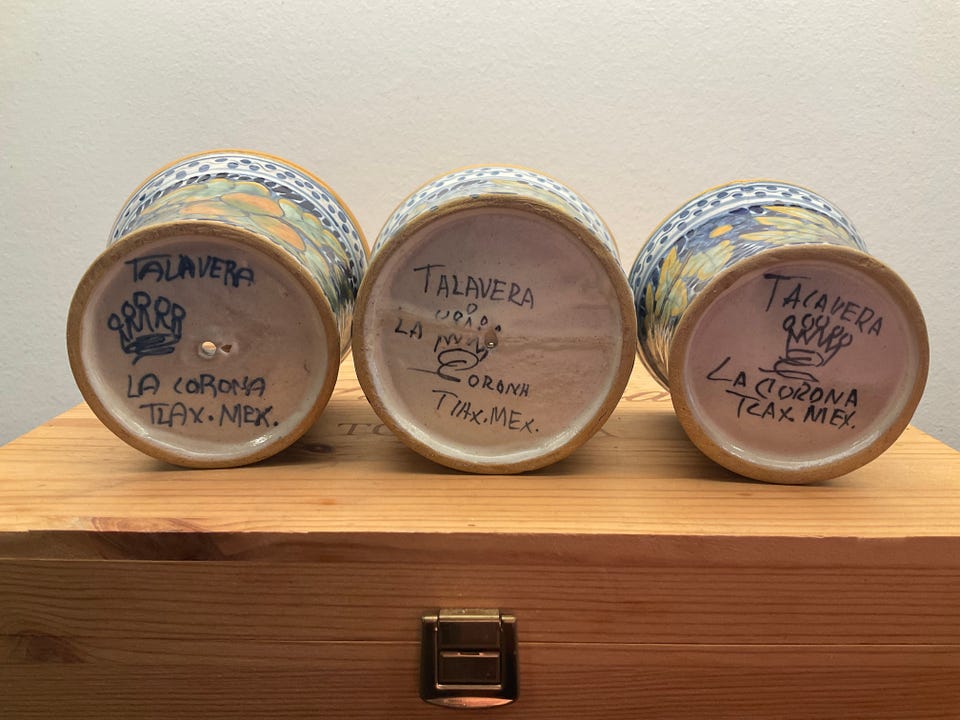 TALAVERA
LA CORONA
TLAX. MEX.
TALAVERA
LA
CORONA
TLAX. MEX.
TALAVERA
LA CORONA
TLAX MEX.